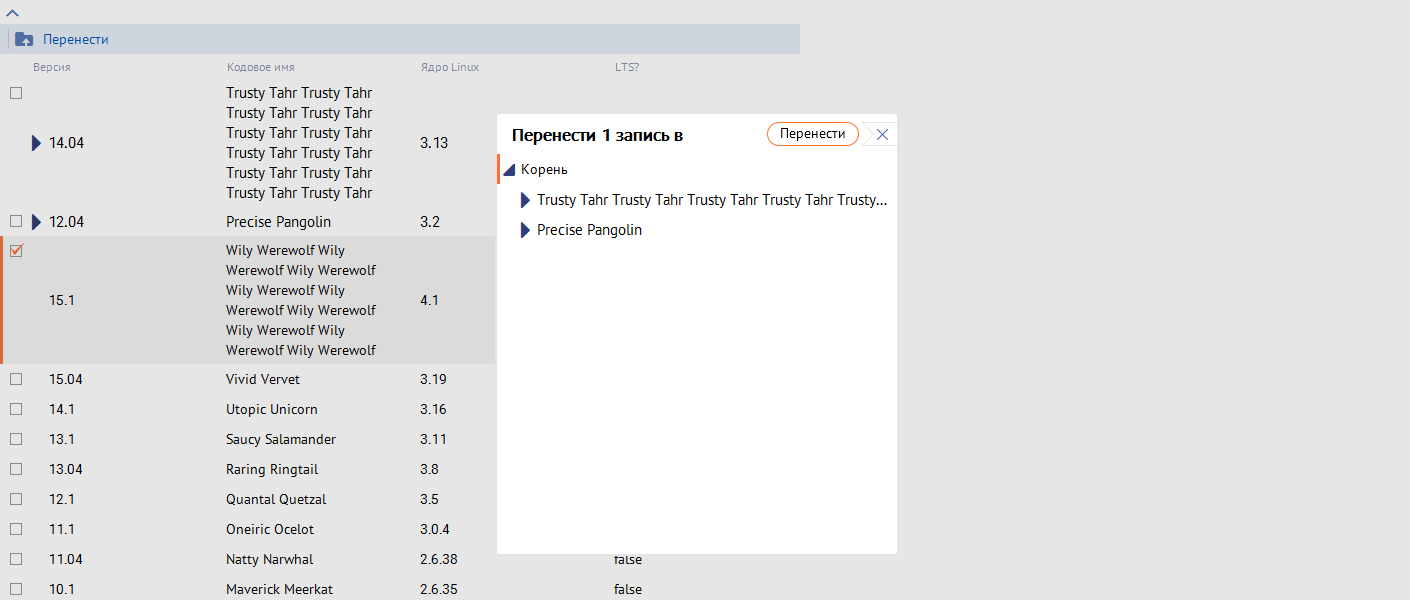 Перенести
Версия Кодовое имя Ядро Linux LTS?
Trusty Tahr Trusty Tahr
Trusty Tahr Trusty Tahr
Trusty Tahr Trusty Tahr
14.04 3.13
Trusty Tahr Trusty Tahr
Trusty Tahr Trusty Tahr
Trusty Tahr Trusty Tahr
12.04 Precise Pangolin 3.2
Wily Werewolf Wily
Werewolf Wily Werewolf
Wily Werewolf Wily
15.1 4.1
Werewolf Wily Werewolf
Wily Werewolf Wily
Werewolf Wily Werewolf
15.04 Vivid Vervet 3.19
14.1 Utopic Unicorn 3.16
13.1 Saucy Salamander 3.11
13.04 Raring Ringtail 3.8
12.1 Quantal Quetzal 3.5
11.1 Oneiric Ocelot 3.0.4
11.04 Natty Narwhal 2.6.38 false
10.1 Maverick Meerkat 2.6.35 false
Перенести 1 запись в Перенести
Корень
Trusty Tahr Trusty Tahr Trusty Tahr Trusty Tahr Trusty...
Precise Pangolin